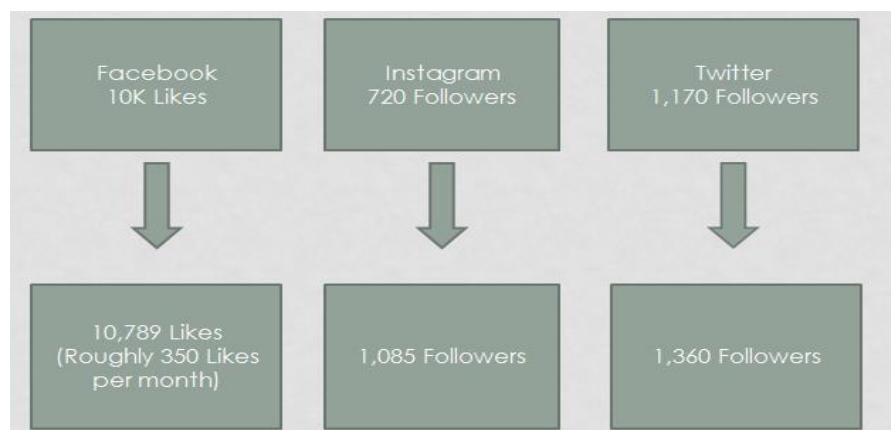 Facebook
10K Likes
Instagram
720 Followers
Twitter
1,170 Followers
10,789 Likes
(Roughly 350 Likes
per month)
1,085 Followers
1,360 Followers